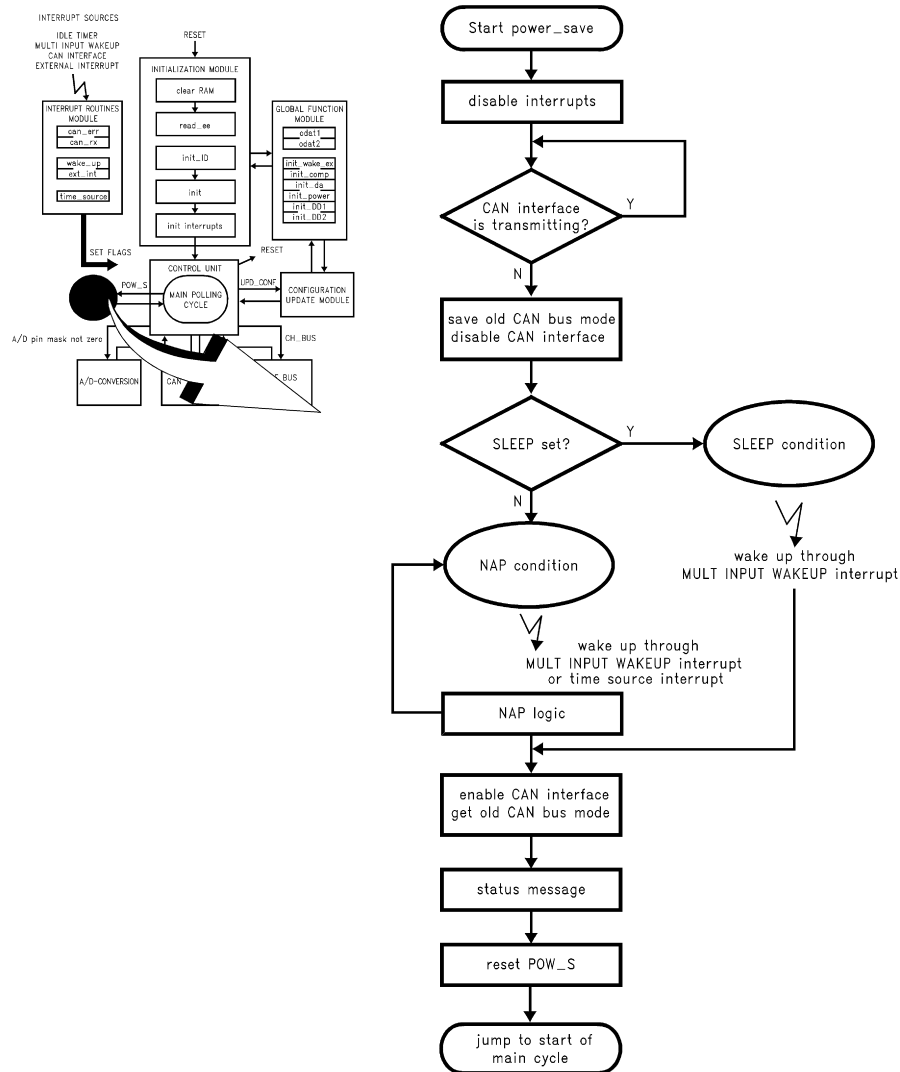 INTERRUPT SOURCES
IDLE TIMER
MULTI INPUT WAKEUP
CAN INTERFACE
EXTERNAL INTERRUPT
INTERRUPT ROUTINES
MODULE
can_err
can_rx
wake_up
ext_int
time_source
SET FLAGS
RESET
INITIALIZATION MODULE
clear RAM
read_ee
init_ID
init
init interrupts
GLOBAL FUNCTION
MODULE
odat1
odat2
init_wake_ex
init_comp
init_da
init_power
init_DD1
init_DD2
RESET
CONTROL UNIT
MAIN POLLING
CYCLE
POW_S
UPD_CONF
CONFIGURATION
UPDATE MODULE
A/D pin mask not zero
CH_BUS
A/D-CONVERSION
CAN
BUS
Start power_save
disable interrupts
CAN interface
is transmitting?
Y
N
save old CAN bus mode
disable CAN interface
SLEEP set?
Y
SLEEP condition
N
NAP condition
wake up through
MULT INPUT WAKEUP interrupt
wake up through
MULT INPUT WAKEUP interrupt
or time source interrupt
NAP logic
enable CAN interface
get old CAN bus mode
status message
reset POW_S
jump to start of
main cycle